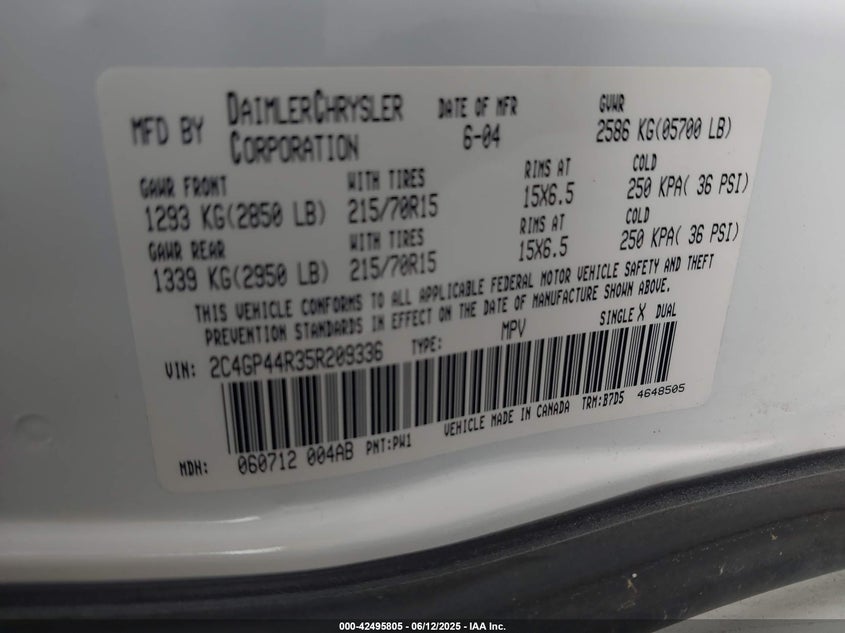 MFD BY DAIMLERCHRYSLER CORPORATION DATE OF MFR 6-04 GVWR 2586 KG(05700 LB)
GAWR FRONT WITH TIRES RIMS AT COLD
1293 KG(2850 LB) 215/70R15 15X6.5 250 KPA( 36 PSI)
GAWR REAR WITH TIRES RIMS AT COLD
1339 KG(2950 LB) 215/70R15 15X6.5 250 KPA( 36 PSI)
THIS VEHICLE CONFORMS TO ALL APPLICABLE FEDERAL MOTOR VEHICLE SAFETY AND THEFT
PREVENTION STANDARDS IN EFFECT ON THE DATE OF MANUFACTURE SHOWN ABOVE.
VIN: 2C4GP44R35R209336 TYPE: MPV SINGLE X DUAL
MDH: 060712 004AB PNT:PW1 VEHICLE MADE IN CANADA TRM:B7D5 4648505
000-42495805 - 06/12/2025 - IAA Inc.